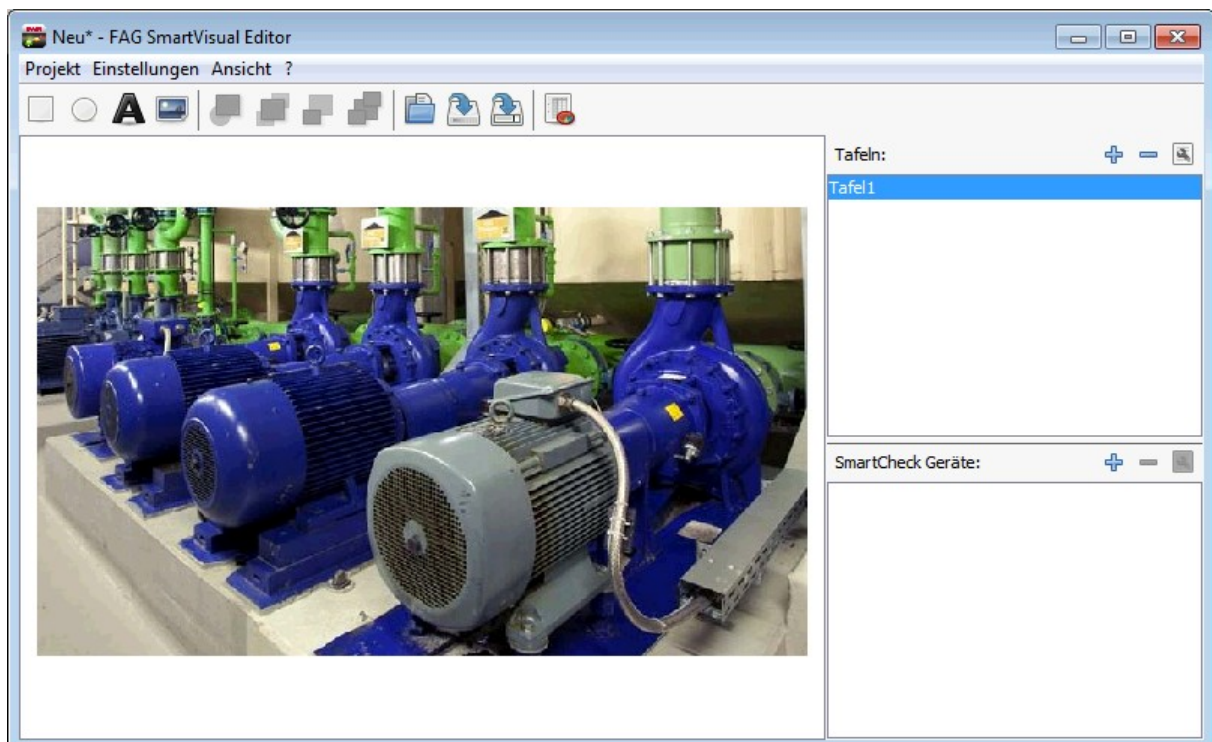 Neu* - FAG SmartVisual Editor
Projekt Einstellungen Ansicht ?
Tafeln:
Tafel1
SmartCheck Geräte: